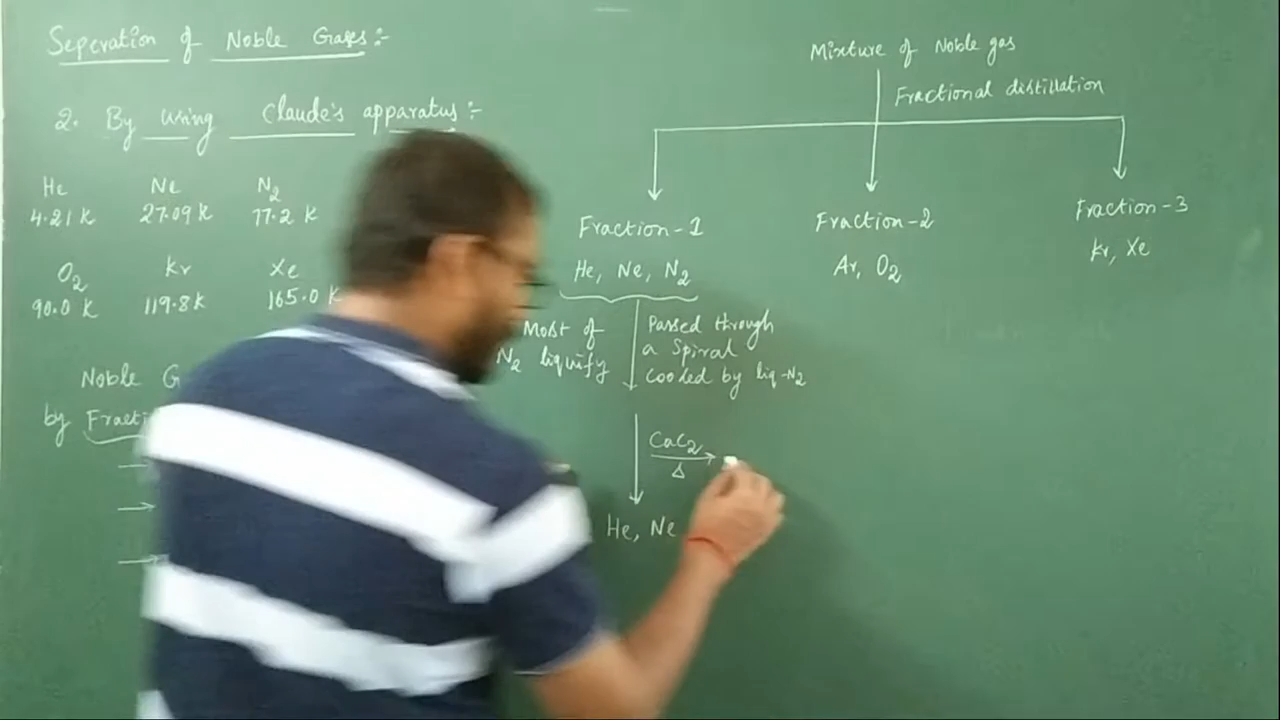 Seperation of Noble Gases:-
2. By using Claude's apparatus:-
He Ne N2
4.21 K 27.09 K 77.2 K
O2 Kr Xe
90.0 K 119.8 K 165.0 K
Noble G
by Fracti
Mixture of Noble gas
Fractional distillation
Fraction-1 Fraction-2 Fraction-3
He, Ne, N2 Ar, O2 Kr, Xe
Most of
N2 liquify
Passed through
a Spiral
cooled by liq-N2
CaC2
Δ
He, Ne